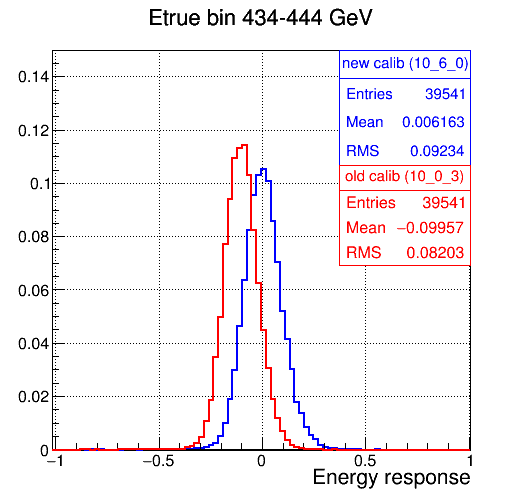 Etrue bin 434-444 GeV
new calib (10_6_0)
Entries 39541
Mean 0.006163
RMS 0.09234
old calib (10_0_3)
Entries 39541
Mean −0.09957
RMS 0.08203
0.14
0.12
0.1
0.08
0.06
0.04
0.02
0
−1 −0.5 0 0.5 1
Energy response